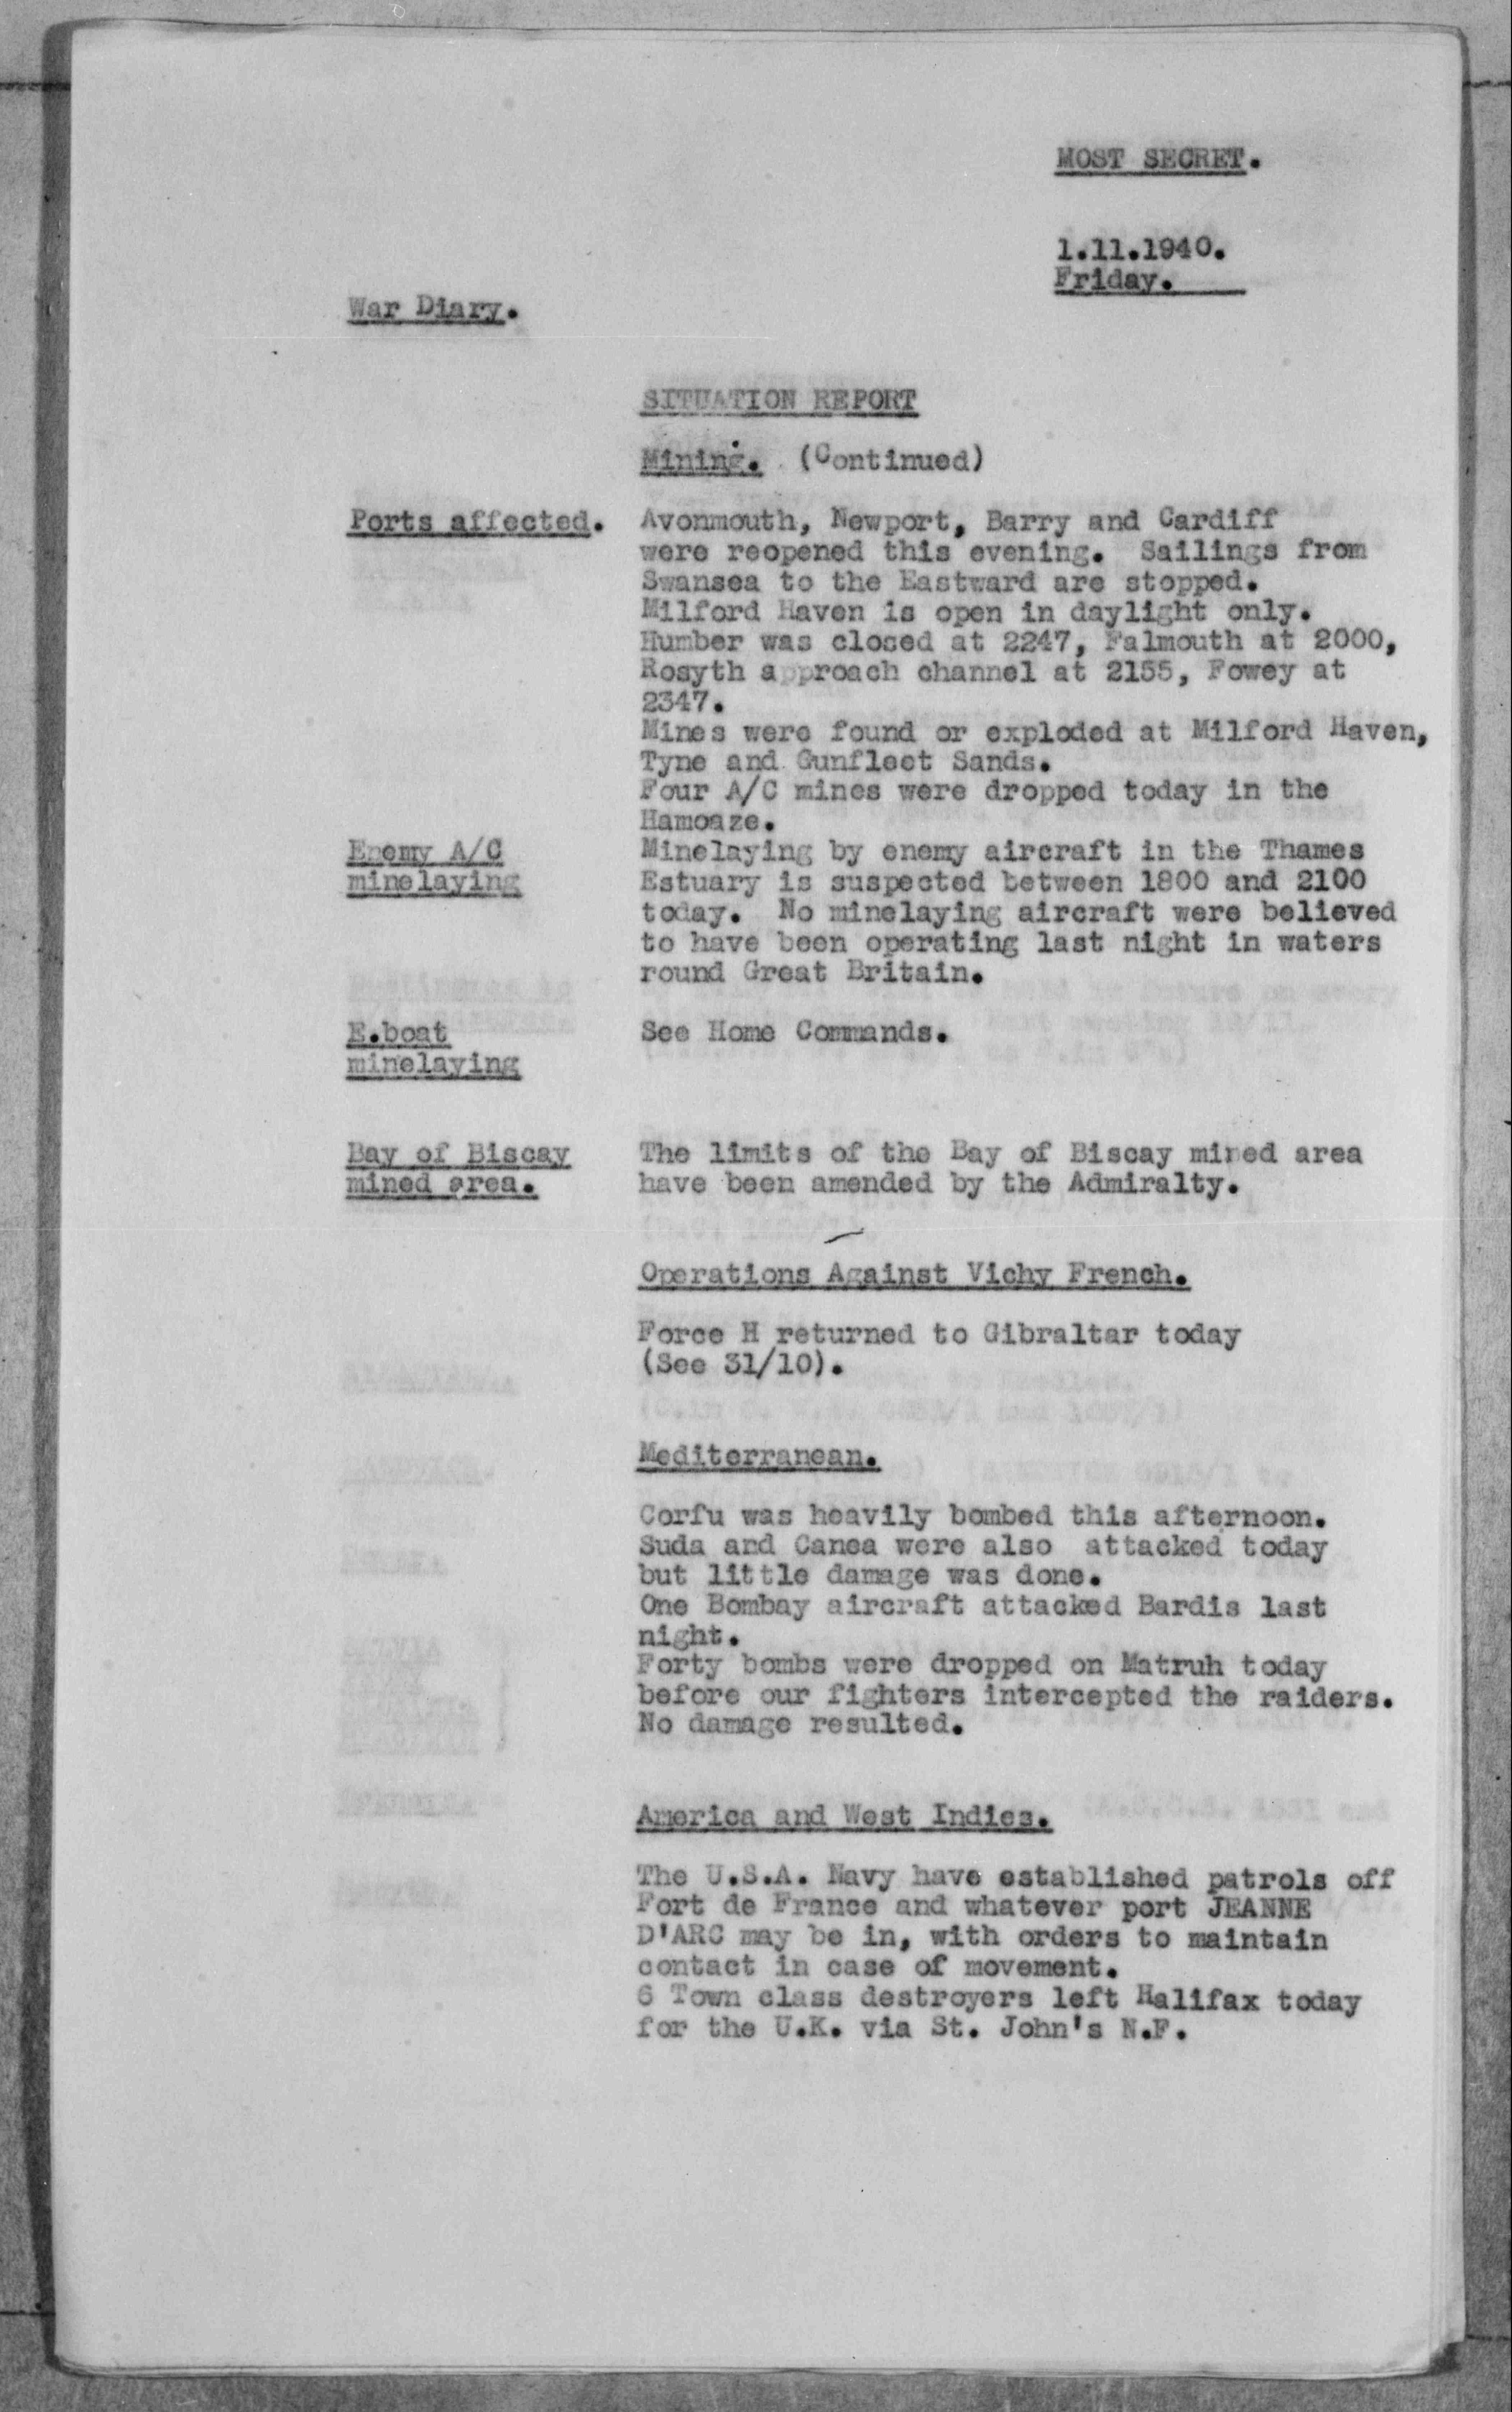 MOST SECRET.
1.11.1940.
Friday.
War Diary.
SITUATION REPORT
Mining. (Continued)
Ports affected. Avonmouth, Newport, Barry and Cardiff
were reopened this evening. Sailings from
Swansea to the Eastward are stopped.
Milford Haven is open in daylight only.
Humber was closed at 2247, Falmouth at 2000,
Rosyth approach channel at 2155, Fowey at
2347.
Mines were found or exploded at Milford Haven,
Tyne and Gunfleet Sands.
Four A/C mines were dropped today in the
Hamoaze.
Enemy A/C Minelaying by enemy aircraft in the Thames
minelaying Estuary is suspected between 1800 and 2100
today. No minelaying aircraft were believed
to have been operating last night in waters
round Great Britain.
E.boat See Home Commands.
minelaying
Bay of Biscay The limits of the Bay of Biscay mined area
mined area. have been amended by the Admiralty.
Operations Against Vichy French.
Force H returned to Gibraltar today
(See 31/10).
Mediterranean.
Corfu was heavily bombed this afternoon.
Suda and Canea were also attacked today
but little damage was done.
One Bombay aircraft attacked Bardis last
night.
Forty bombs were dropped on Matruh today
before our fighters intercepted the raiders.
No damage resulted.
America and West Indies.
The U.S.A. Navy have established patrols off
Fort de France and whatever port JEANNE
D'ARC may be in, with orders to maintain
contact in case of movement.
6 Town class destroyers left Halifax today
for the U.K. via St. John's N.F.